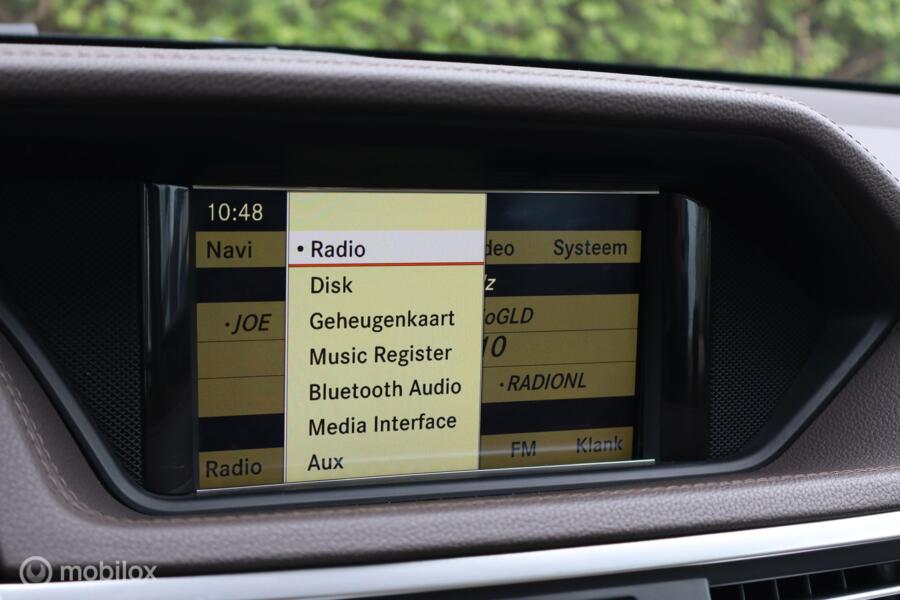 10:48
Navi
deo
Systeem
• Radio
Disk
Geheugenkaart
Music Register
Bluetooth Audio
Media Interface
Aux
lz
•JOE
oGLD
10
•RADIONL
Radio
FM
Klank
mobilox